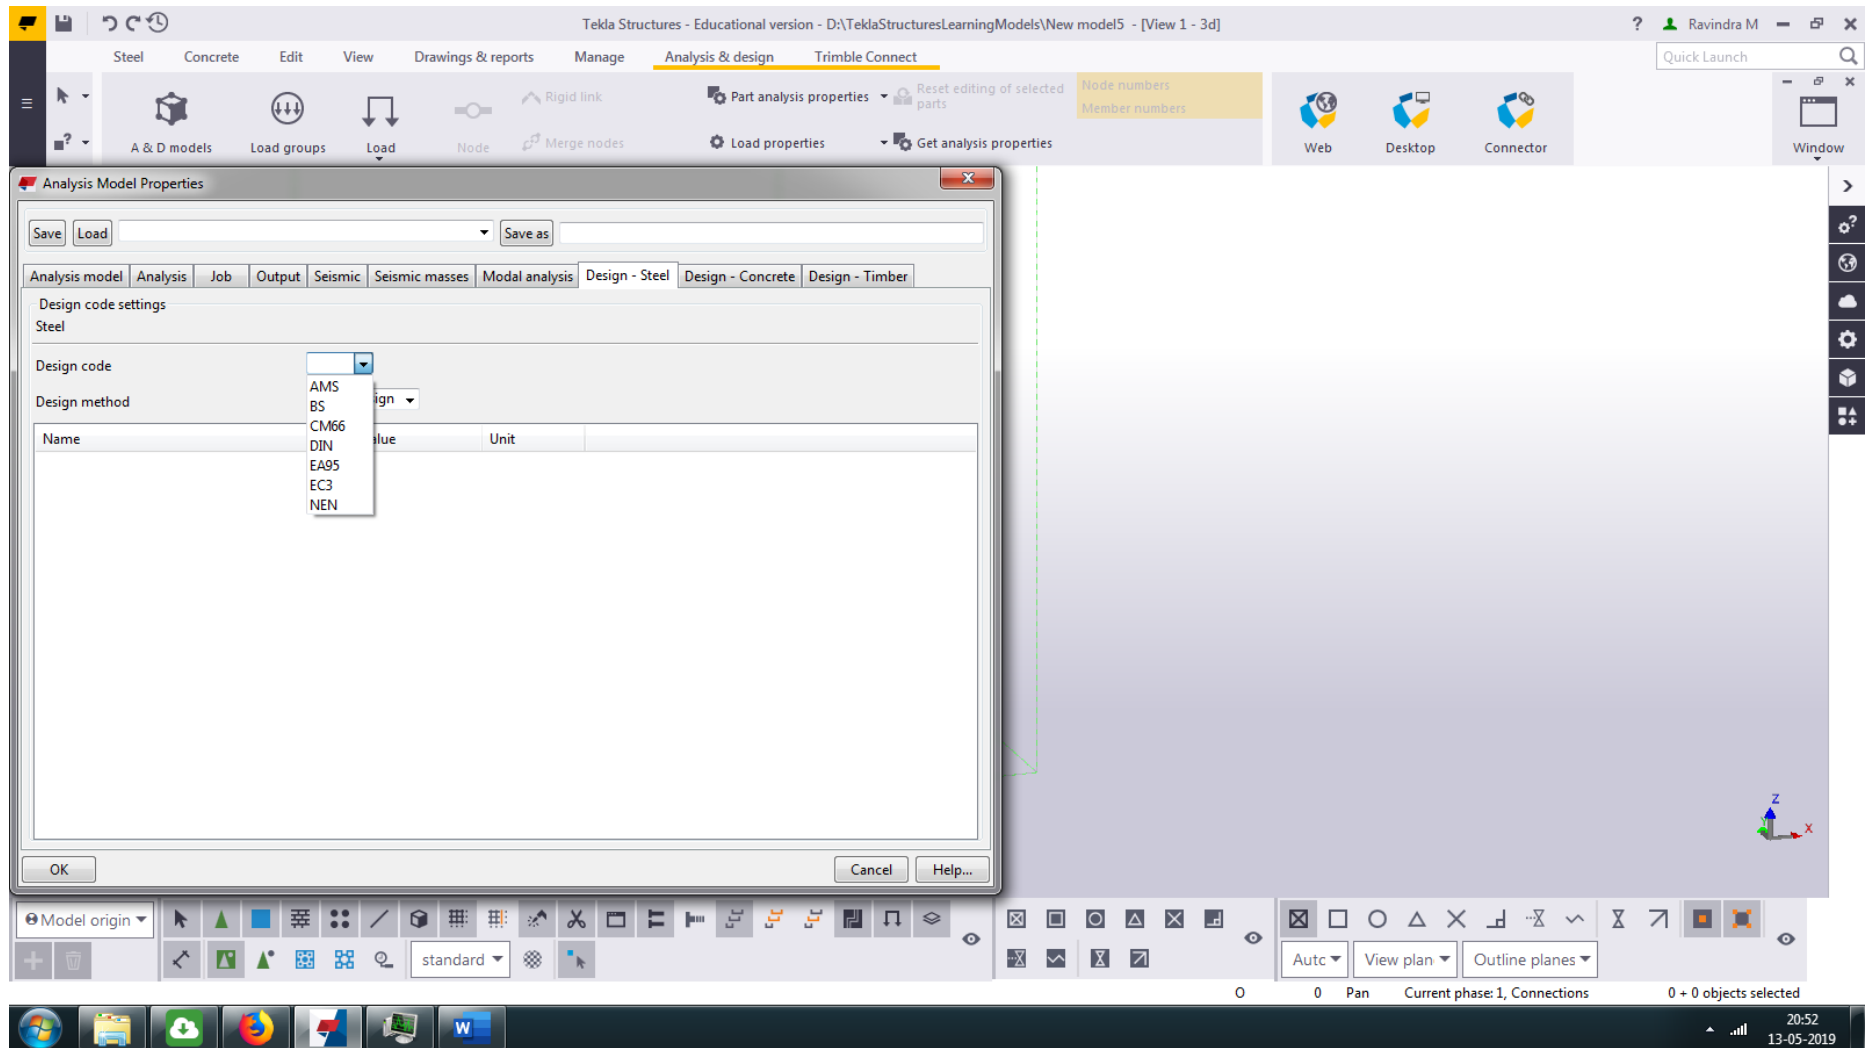 Tekla Structures - Educational version - D:\TeklaStructuresLearningModels\New model5 - [View 1 - 3d]
? Ravindra M
Steel Concrete Edit View Drawings & reports Manage Analysis & design Trimble Connect
Quick Launch
A & D models
Load groups
Load
Node
Rigid link
Merge nodes
Part analysis properties
Load properties
Reset editing of selected
parts
Get analysis properties
Node numbers
Member numbers
Web
Desktop
Connector
Window
Analysis Model Properties
Save Load Save as
Analysis model Analysis Job Output Seismic Seismic masses Modal analysis Design - Steel Design - Concrete Design - Timber
Design code settings
Steel
Design code
AMS
BS
CM66
DIN
EA95
EC3
NEN
Design method ign
Name alue Unit
OK Cancel Help...
Z
Y
X
Model origin
standard
Autc View plan Outline planes
O 0 Pan Current phase: 1, Connections 0 + 0 objects selected
W
20:52
13-05-2019